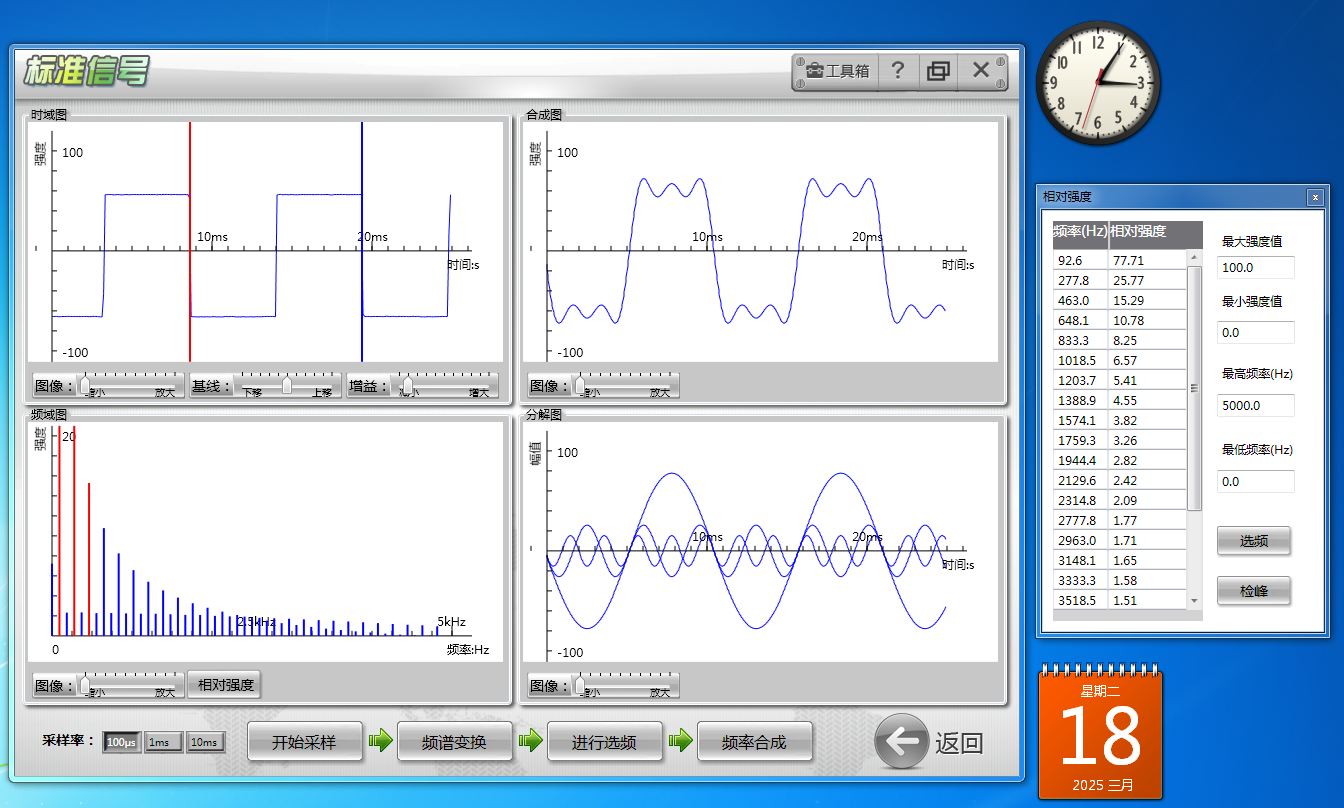 标准信号
工具箱 ?
时域图
强度
100
10ms
20ms
时间:s
-100
图像：
缩小 放大
基线：
下移 上移
增益：
减小 增大
合成图
强度
100
10ms
20ms
时间:s
-100
图像：
缩小 放大
频域图
强度
20
2.5kHz
5kHz
0
频率:Hz
图像：
缩小 放大
相对强度
分解图
幅值
100
10ms
20ms
时间:s
-100
图像：
缩小 放大
采样率：
100μs 1ms 10ms
开始采样
频谱变换
进行选频
频率合成
返回
12
1
2
3
4
5
6
7
8
9
10
11
相对强度 x
频率(Hz) 相对强度
92.6 77.71
277.8 25.77
463.0 15.29
648.1 10.78
833.3 8.25
1018.5 6.57
1203.7 5.41
1388.9 4.55
1574.1 3.82
1759.3 3.26
1944.4 2.82
2129.6 2.42
2314.8 2.09
2777.8 1.77
2963.0 1.71
3148.1 1.65
3333.3 1.58
3518.5 1.51
最大强度值
100.0
最小强度值
0.0
最高频率(Hz)
5000.0
最低频率(Hz)
0.0
选频
检峰
星期二
18
2025 三月